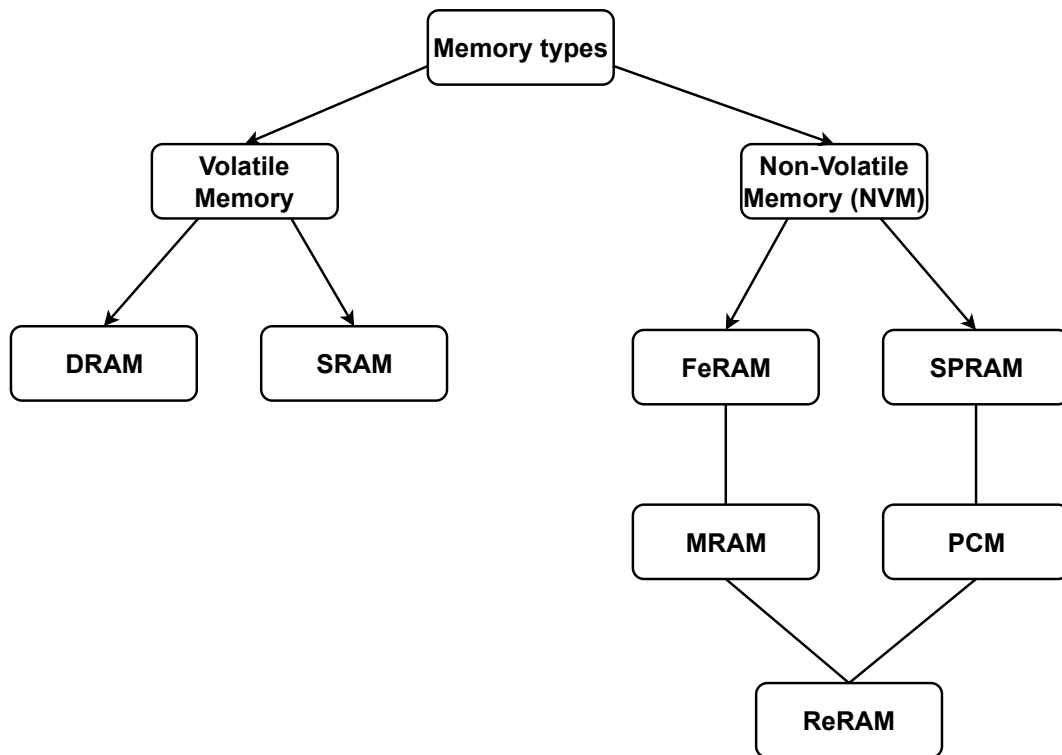 Memory types
Volatile
Memory
Non-Volatile
Memory (NVM)
DRAM
SRAM
FeRAM
SPRAM
MRAM
PCM
ReRAM